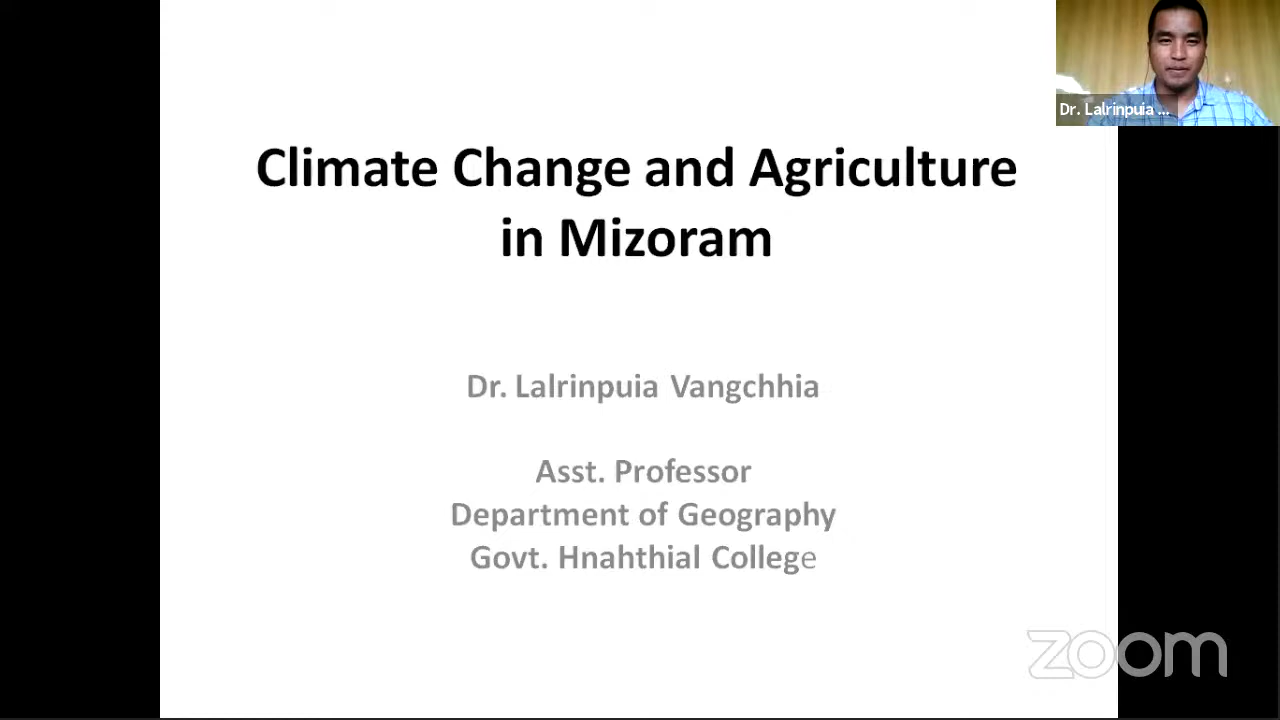 Dr. Lalrinpuia ...
Climate Change and Agriculture
in Mizoram
Dr. Lalrinpuia Vangchhia
Asst. Professor
Department of Geography
Govt. Hnahthial College
zoom